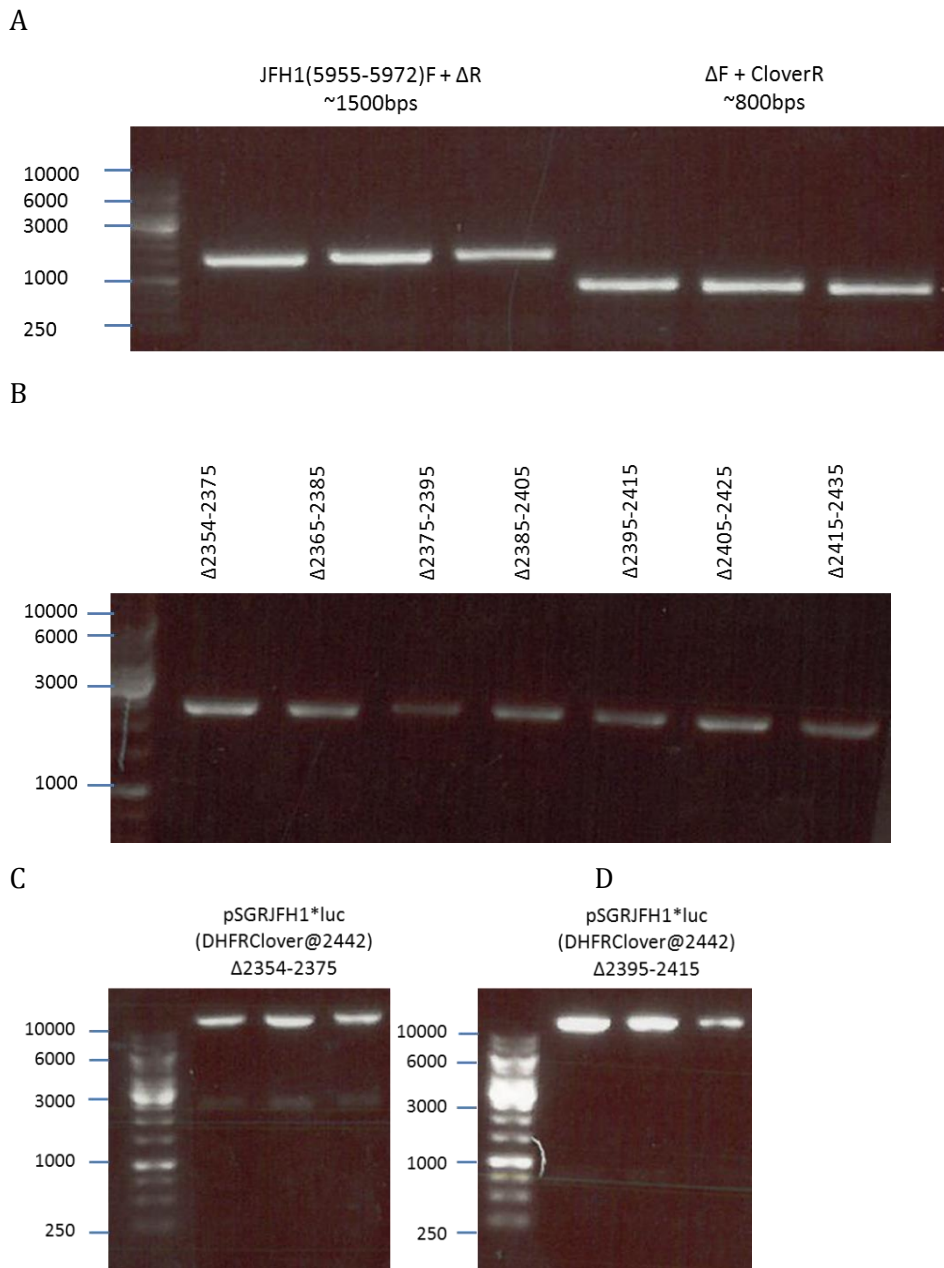 A
JFH1(5955-5972)F + ΔR
~1500bps
ΔF + CloverR
~800bps
10000
6000
3000
1000
250
B
Δ2354-2375
Δ2365-2385
Δ2375-2395
Δ2385-2405
Δ2395-2415
Δ2405-2425
Δ2415-2435
10000
6000
3000
1000
C
pSGRJFH1*luc
(DHFRClover@2442)
Δ2354-2375
10000
6000
3000
1000
250
D
pSGRJFH1*luc
(DHFRClover@2442)
Δ2395-2415
10000
6000
3000
1000
250